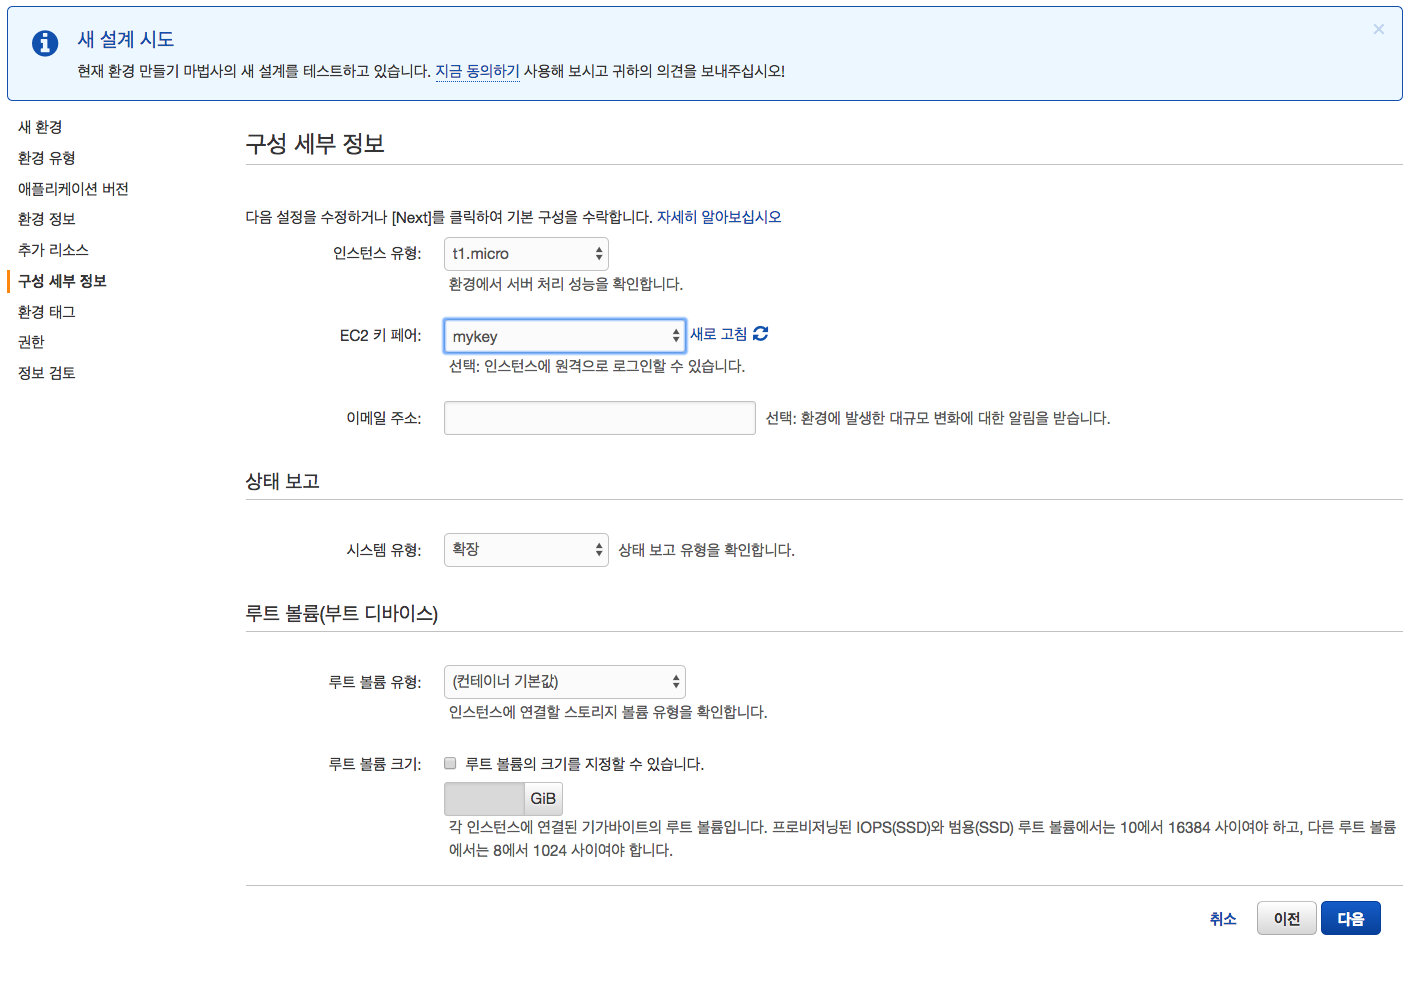 새 설계 시도
현재 환경 만들기 마법사의 새 설계를 테스트하고 있습니다. 지금 동의하기 사용해 보시고 귀하의 의견을 보내주십시오!
새 환경
환경 유형
애플리케이션 버전
환경 정보
추가 리소스
구성 세부 정보
환경 태그
권한
정보 검토
구성 세부 정보
다음 설정을 수정하거나 [Next]를 클릭하여 기본 구성을 수락합니다. 자세히 알아보십시오
인스턴스 유형: t1.micro
환경에서 서버 처리 성능을 확인합니다.
EC2 키 페어: mykey 새로 고침
선택: 인스턴스에 원격으로 로그인할 수 있습니다.
이메일 주소: 선택: 환경에 발생한 대규모 변화에 대한 알림을 받습니다.
상태 보고
시스템 유형: 확장 상태 보고 유형을 확인합니다.
루트 볼륨(부트 디바이스)
루트 볼륨 유형: (컨테이너 기본값)
인스턴스에 연결할 스토리지 볼륨 유형을 확인합니다.
루트 볼륨 크기: 루트 볼륨의 크기를 지정할 수 있습니다.
GiB
각 인스턴스에 연결된 기가바이트의 루트 볼륨입니다. 프로비저닝된 IOPS(SSD)와 범용(SSD) 루트 볼륨에서는 10에서 16384 사이여야 하고, 다른 루트 볼륨
에서는 8에서 1024 사이여야 합니다.
취소 이전 다음